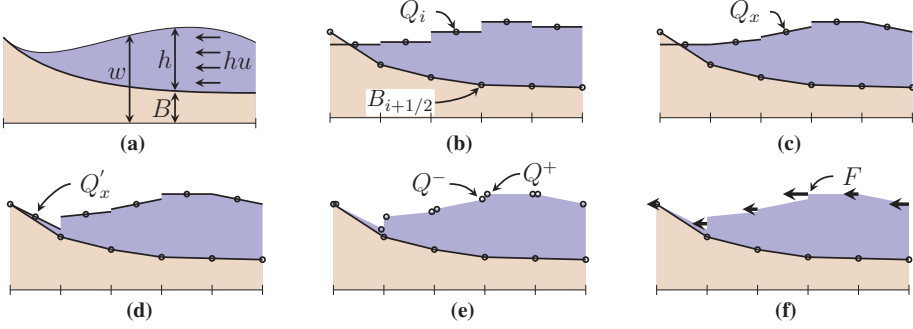 w
h
hu
B
(a)
Q_i
B_{i+1/2}
(b)
Q_x
(c)
Q'_x
(d)
Q^-
Q^+
(e)
F
(f)